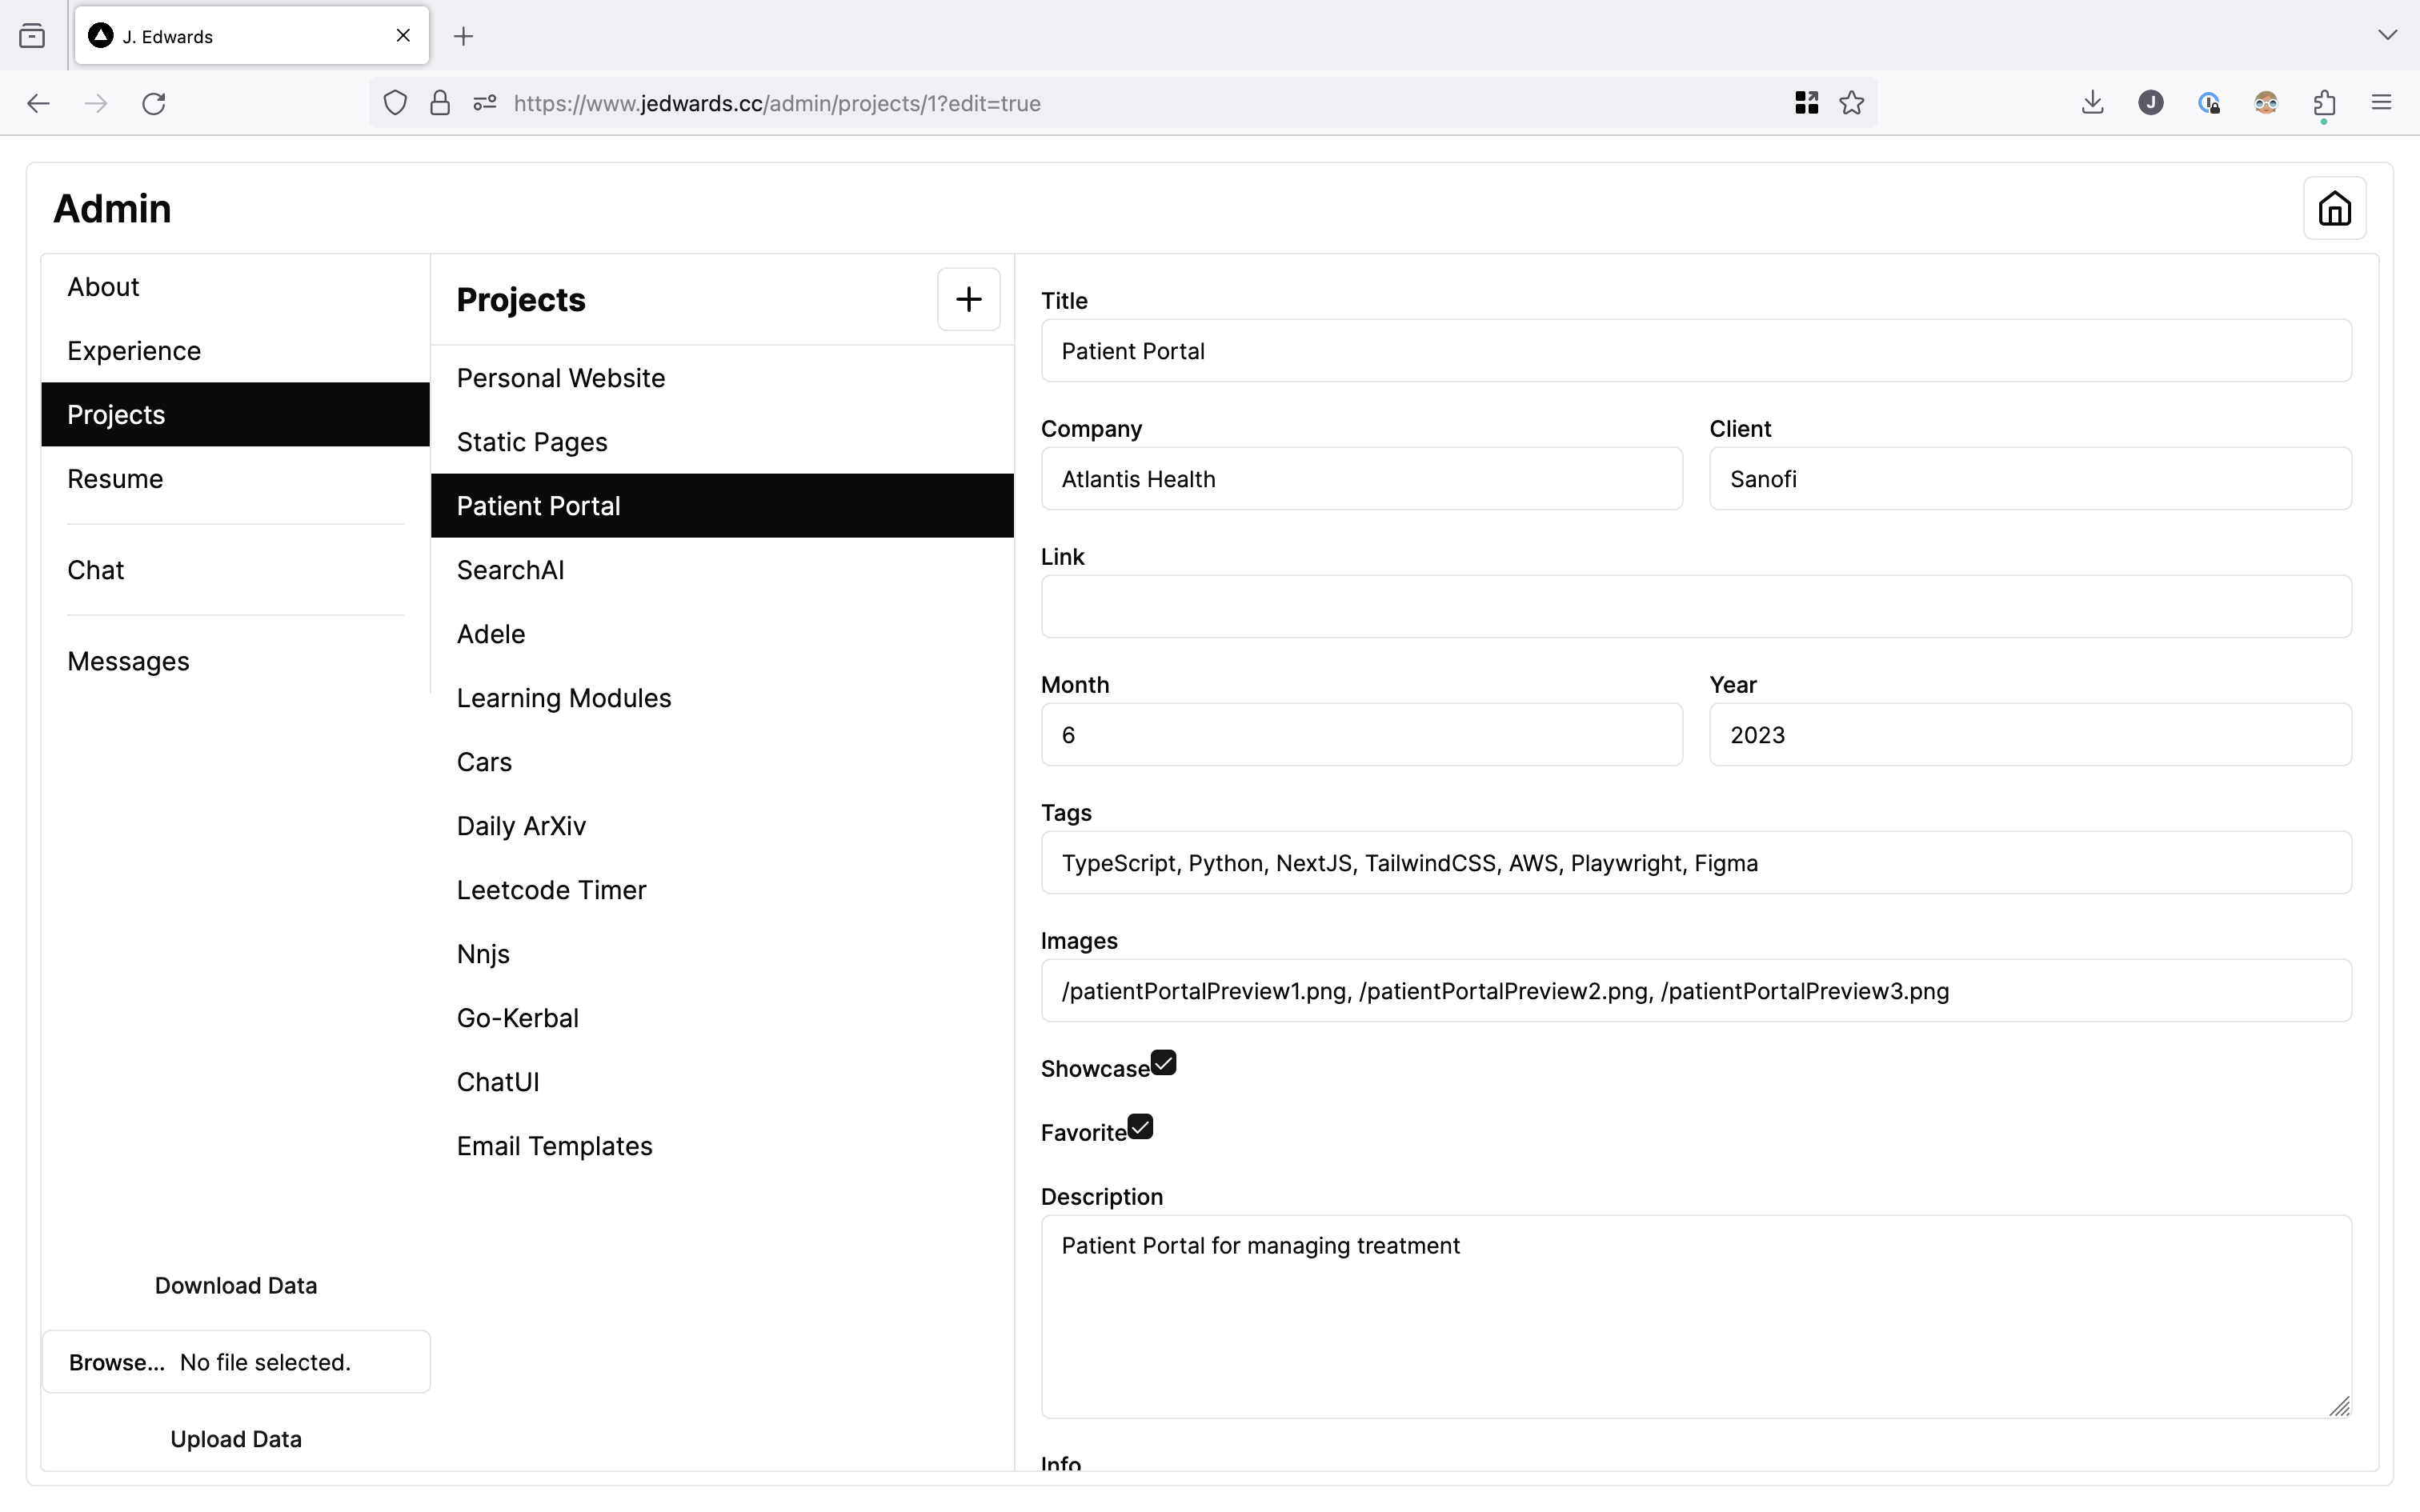 J. Edwards
https://www.jedwards.cc/admin/projects/1?edit=true
J
Admin
About
Experience
Projects
Resume
Chat
Messages
Download Data
Browse... No file selected.
Upload Data
Projects
Personal Website
Static Pages
Patient Portal
SearchAI
Adele
Learning Modules
Cars
Daily ArXiv
Leetcode Timer
Nnjs
Go-Kerbal
ChatUI
Email Templates
Title
Patient Portal
Company
Atlantis Health
Client
Sanofi
Link
Month
6
Year
2023
Tags
TypeScript, Python, NextJS, TailwindCSS, AWS, Playwright, Figma
Images
/patientPortalPreview1.png, /patientPortalPreview2.png, /patientPortalPreview3.png
Showcase
Favorite
Description
Patient Portal for managing treatment
Info